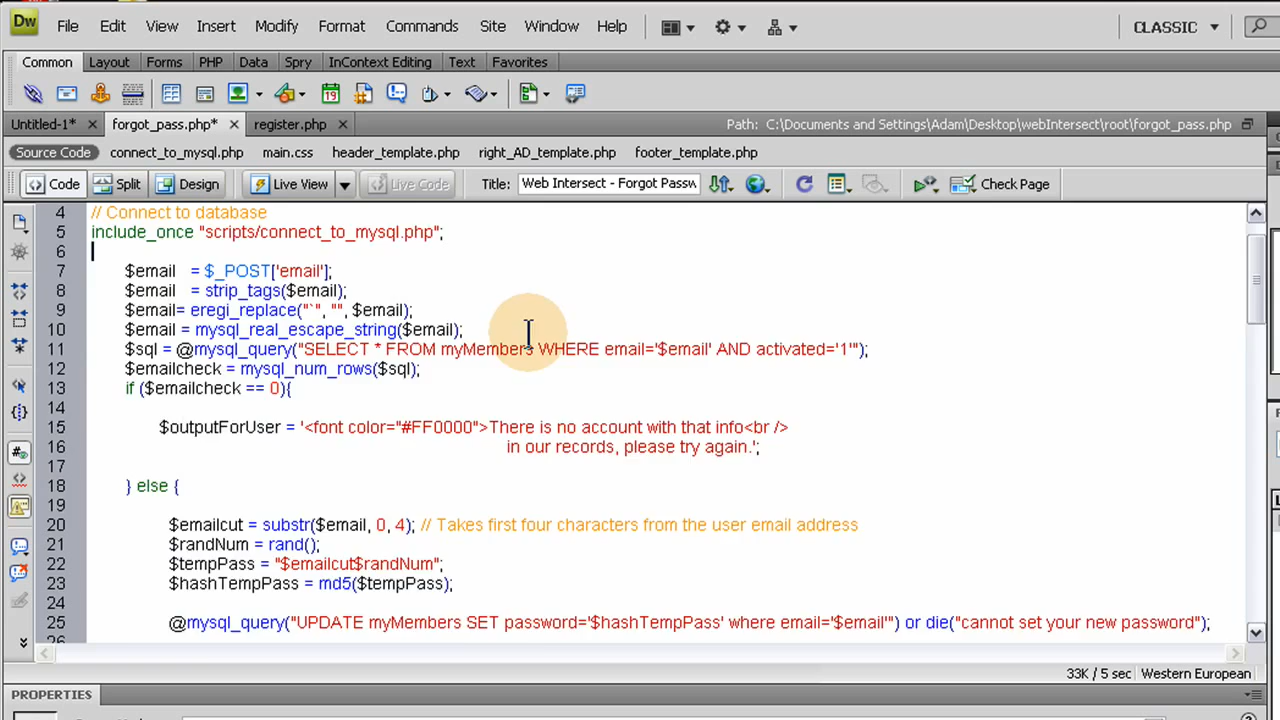 Dw File Edit View Insert Modify Format Commands Site Window Help CLASSIC
Common Layout Forms PHP Data Spry InContext Editing Text Favorites
19
Untitled-1* forgot_pass.php* register.php Path: C:\Documents and Settings\Adam\Desktop\webIntersect\root\forgot_pass.php
Source Code connect_to_mysql.php main.css header_template.php right_AD_template.php footer_template.php
Code Split Design Live View Live Code Title: Web Intersect - Forgot Passw Check Page
4 // Connect to database
5 include_once "scripts/connect_to_mysql.php";
6
7 $email = $_POST['email'];
8 $email = strip_tags($email);
9 $email= eregi_replace("`", "", $email);
10 $email = mysql_real_escape_string($email);
11 $sql = @mysql_query("SELECT * FROM myMembers WHERE email='$email' AND activated='1'");
12 $emailcheck = mysql_num_rows($sql);
13 if ($emailcheck == 0){
14
15 $outputForUser = '<font color="#FF0000">There is no account with that info<br />
16 in our records, please try again.';
17
18 } else {
19
20 $emailcut = substr($email, 0, 4); // Takes first four characters from the user email address
21 $randNum = rand();
22 $tempPass = "$emailcut$randNum";
23 $hashTempPass = md5($tempPass);
24
25 @mysql_query("UPDATE myMembers SET password='$hashTempPass' where email='$email'") or die("cannot set your new password");
26
33K / 5 sec Western European
PROPERTIES